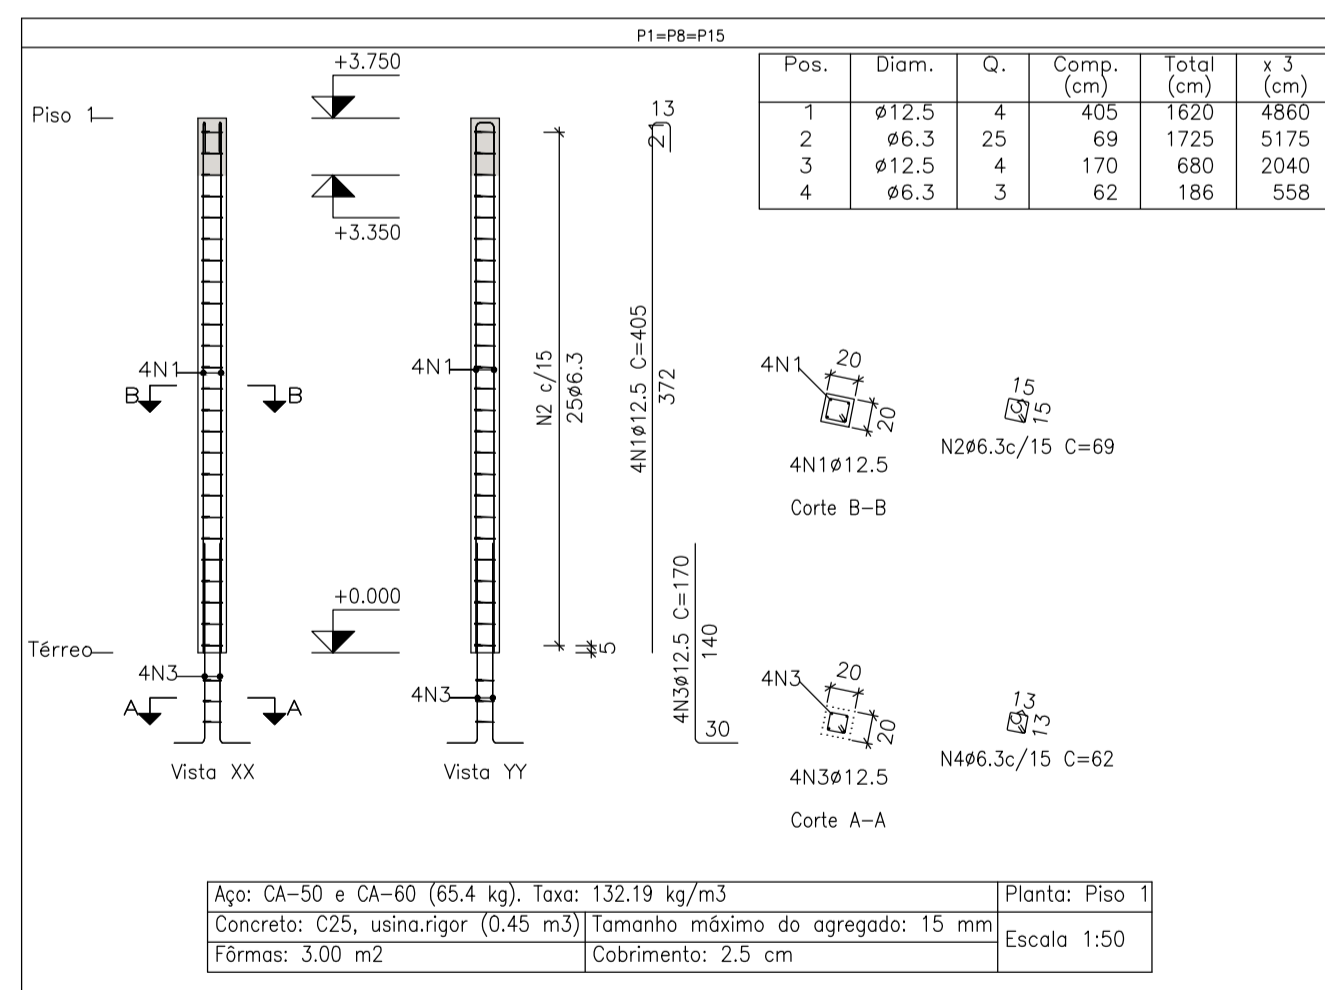 P1=P8=P15
Pos. Diam. Q. Comp. (cm) Total (cm) x 3 (cm)
1 ø12.5 4 405 1620 4860
2 ø6.3 25 69 1725 5175
3 ø12.5 4 170 680 2040
4 ø6.3 3 62 186 558
+3.750
Piso 1
+3.350
13
21
4N1
B B
4N1
N2 c/15
25ø6.3
4N1ø12.5 C=405
372
+0.000
Térreo
5
4N3
A A
4N3
4N3ø12.5 C=170
140
30
Vista XX
Vista YY
4N1
20
20
4N1ø12.5
Corte B-B
15
15
N2ø6.3c/15 C=69
4N3
20
20
4N3ø12.5
Corte A-A
13
13
N4ø6.3c/15 C=62
Aço: CA-50 e CA-60 (65.4 kg). Taxa: 132.19 kg/m3
Planta: Piso 1
Concreto: C25, usina.rigor (0.45 m3)
Tamanho máximo do agregado: 15 mm
Escala 1:50
Fôrmas: 3.00 m2
Cobrimento: 2.5 cm